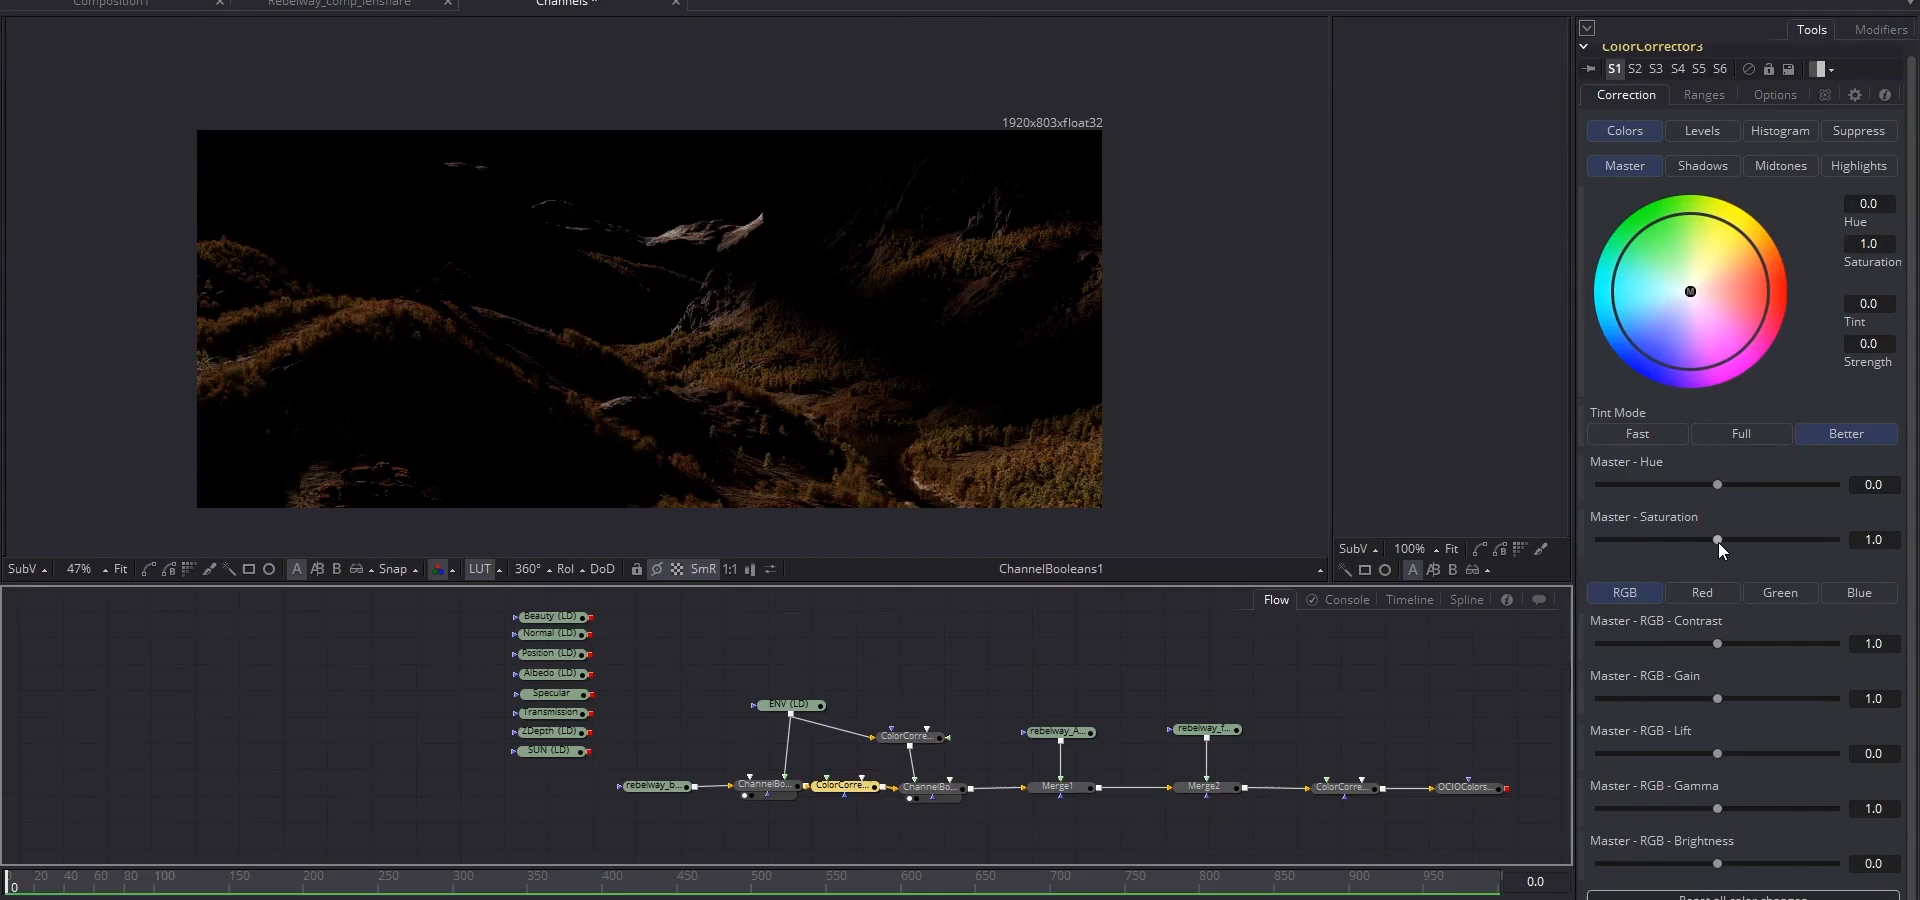 Composition1
Rebelway_comp_lensflare
Channels *
Tools
Modifiers
ColorCorrector3
S1 S2 S3 S4 S5 S6
Correction
Ranges
Options
Colors
Levels
Histogram
Suppress
Master
Shadows
Midtones
Highlights
0.0
Hue
1.0
Saturation
0.0
Tint
0.0
Strength
M
Tint Mode
Fast
Full
Better
Master - Hue
0.0
Master - Saturation
1.0
RGB
Red
Green
Blue
Master - RGB - Contrast
1.0
Master - RGB - Gain
1.0
Master - RGB - Lift
0.0
Master - RGB - Gamma
1.0
Master - RGB - Brightness
0.0
Reset all color changes
1920x803xfloat32
SubV 47% Fit A B Snap LUT 360° RoI DoD SmR 1:1 ChannelBooleans1
SubV 100% Fit
A B
Flow Console Timeline Spline
Beauty (LD)
Normal (LD)
Position (LD)
Albedo (LD)
Specular
Transmission
ZDepth (LD)
SUN (LD)
ENV (LD)
ColorCorre...
rebelway_A...
rebelway_f...
rebelway_b...
ChannelBo...
ColorCorre...
ChannelBo...
Merge1
Merge2
ColorCorre...
OCIOColors...
0 20 40 60 80 100 150 200 250 300 350 400 450 500 550 600 650 700 750 800 850 900 950
0.0